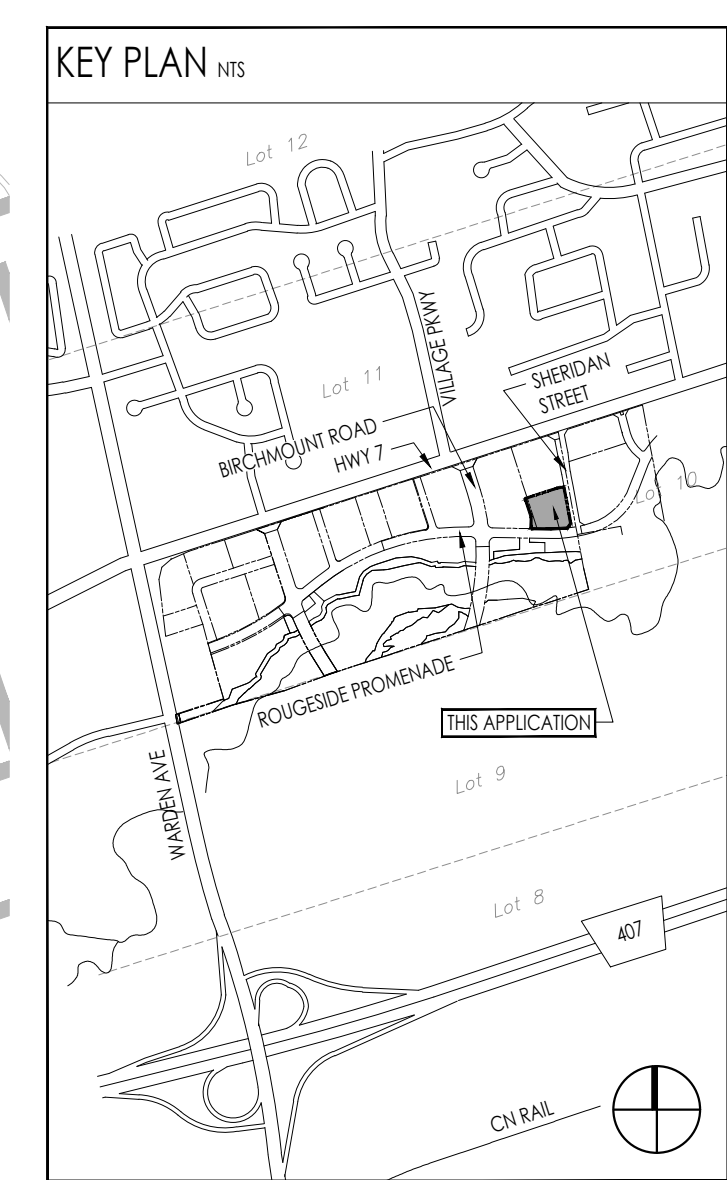 KEY PLAN NTS
Lot 12
VILLAGE PKWY
Lot 11
SHERIDAN
STREET
BIRCHMOUNT ROAD
HWY 7
Lot 10
ROUGESIDE PROMENADE
THIS APPLICATION
WARDEN AVE
Lot 9
Lot 8
407
CN RAIL